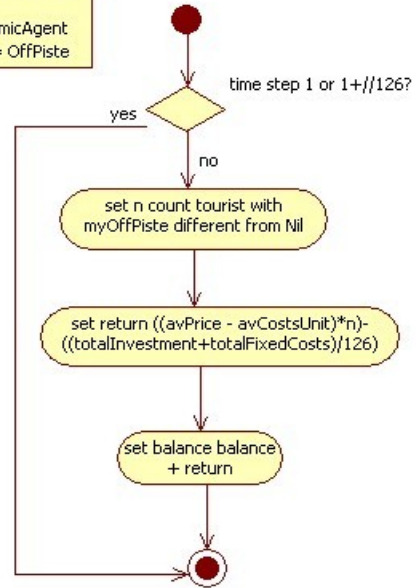 micAgent
= OffPiste
time step 1 or 1+//126?
yes
no
set n count tourist with
myOffPiste different from Nil
set return ((avPrice - avCostsUnit)*n)-
((totalInvestment+totalFixedCosts)/126)
set balance balance
+ return